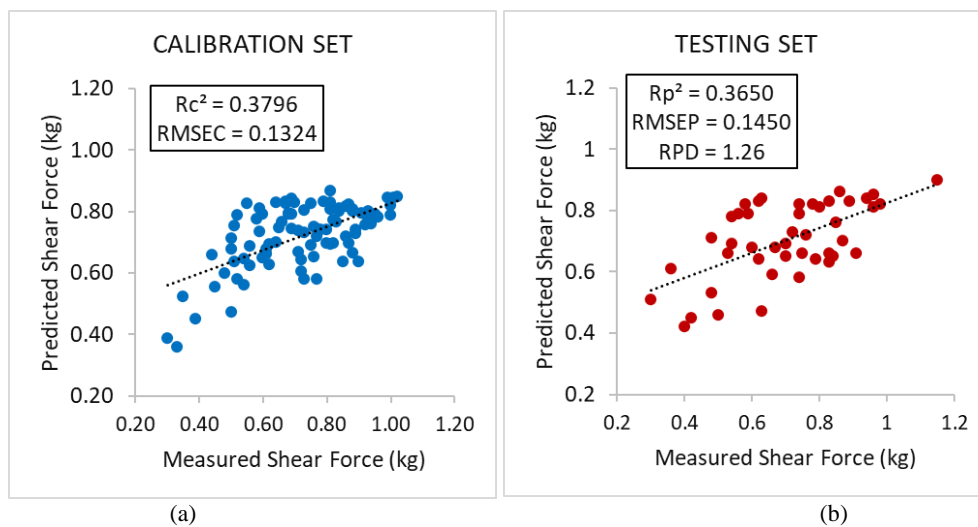 CALIBRATION SET
Rc² = 0.3796
RMSEC = 0.1324
Predicted Shear Force (kg)
1.20
1.00
0.80
0.60
0.40
0.20
0.20 0.40 0.60 0.80 1.00 1.20
Measured Shear Force (kg)
(a)
TESTING SET
Rp² = 0.3650
RMSEP = 0.1450
RPD = 1.26
Predicted Shear Force (kg)
1.2
1
0.8
0.6
0.4
0.2
0.2 0.4 0.6 0.8 1 1.2
Measured Shear Force (kg)
(b)